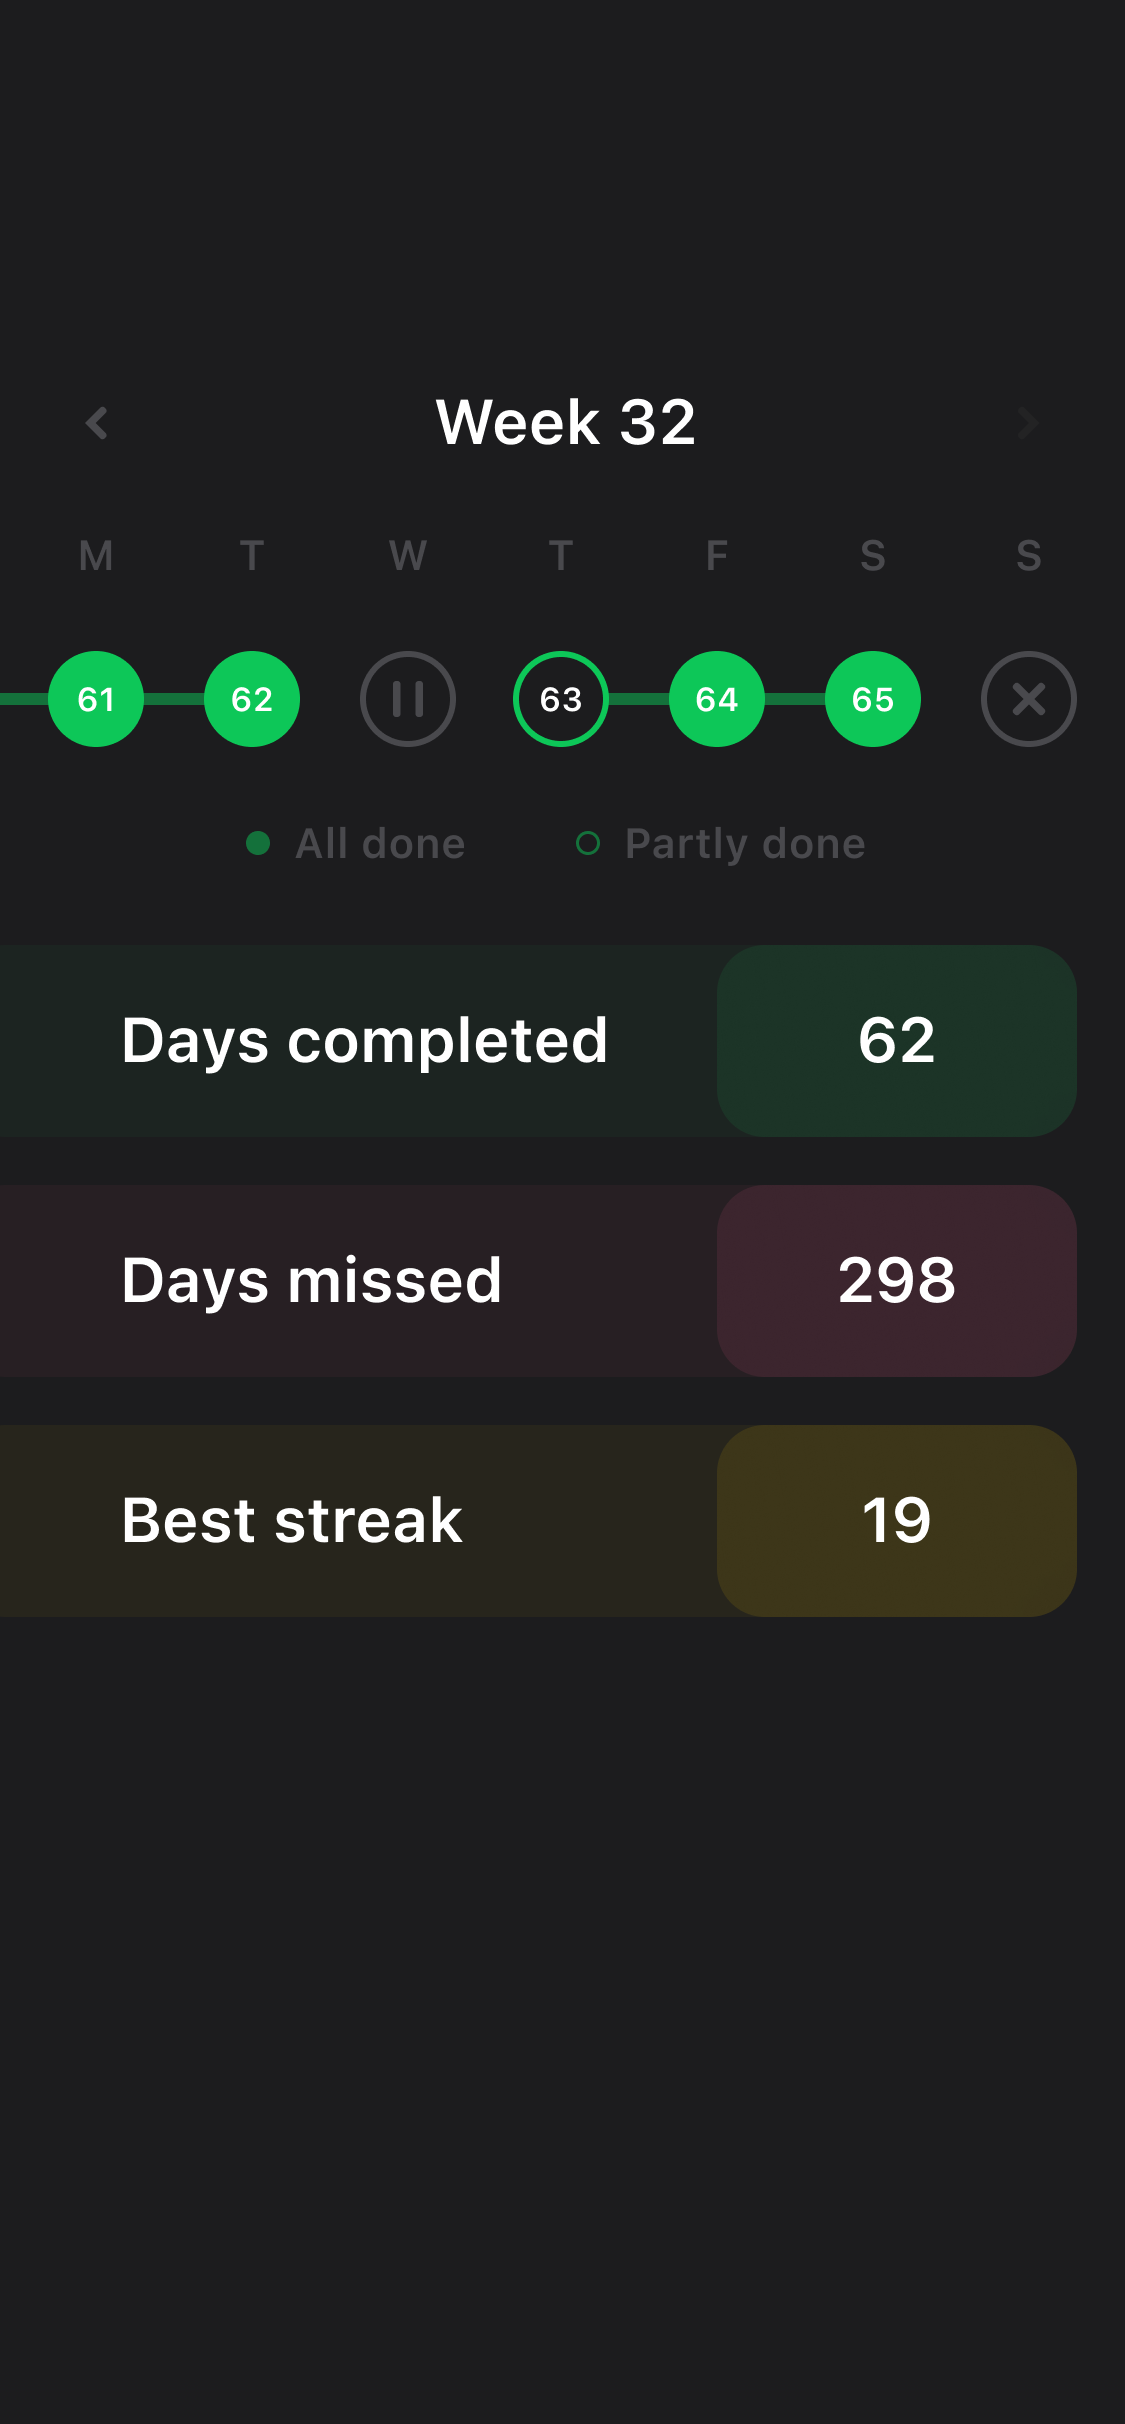 Week 32
M T W T F S S
61 62 63 64 65
All done Partly done
Days completed 62
Days missed 298
Best streak 19